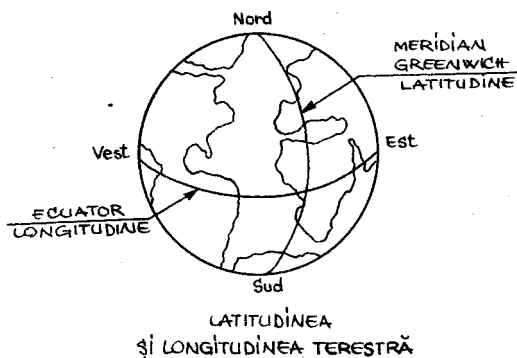 Nord
MERIDIAN
GREENWICH
LATITUDINE
Vest
Est
ECUATOR
LONGITUDINE
Sud
LATITUDINEA
ŞI LONGITUDINEA TERESTRĂ